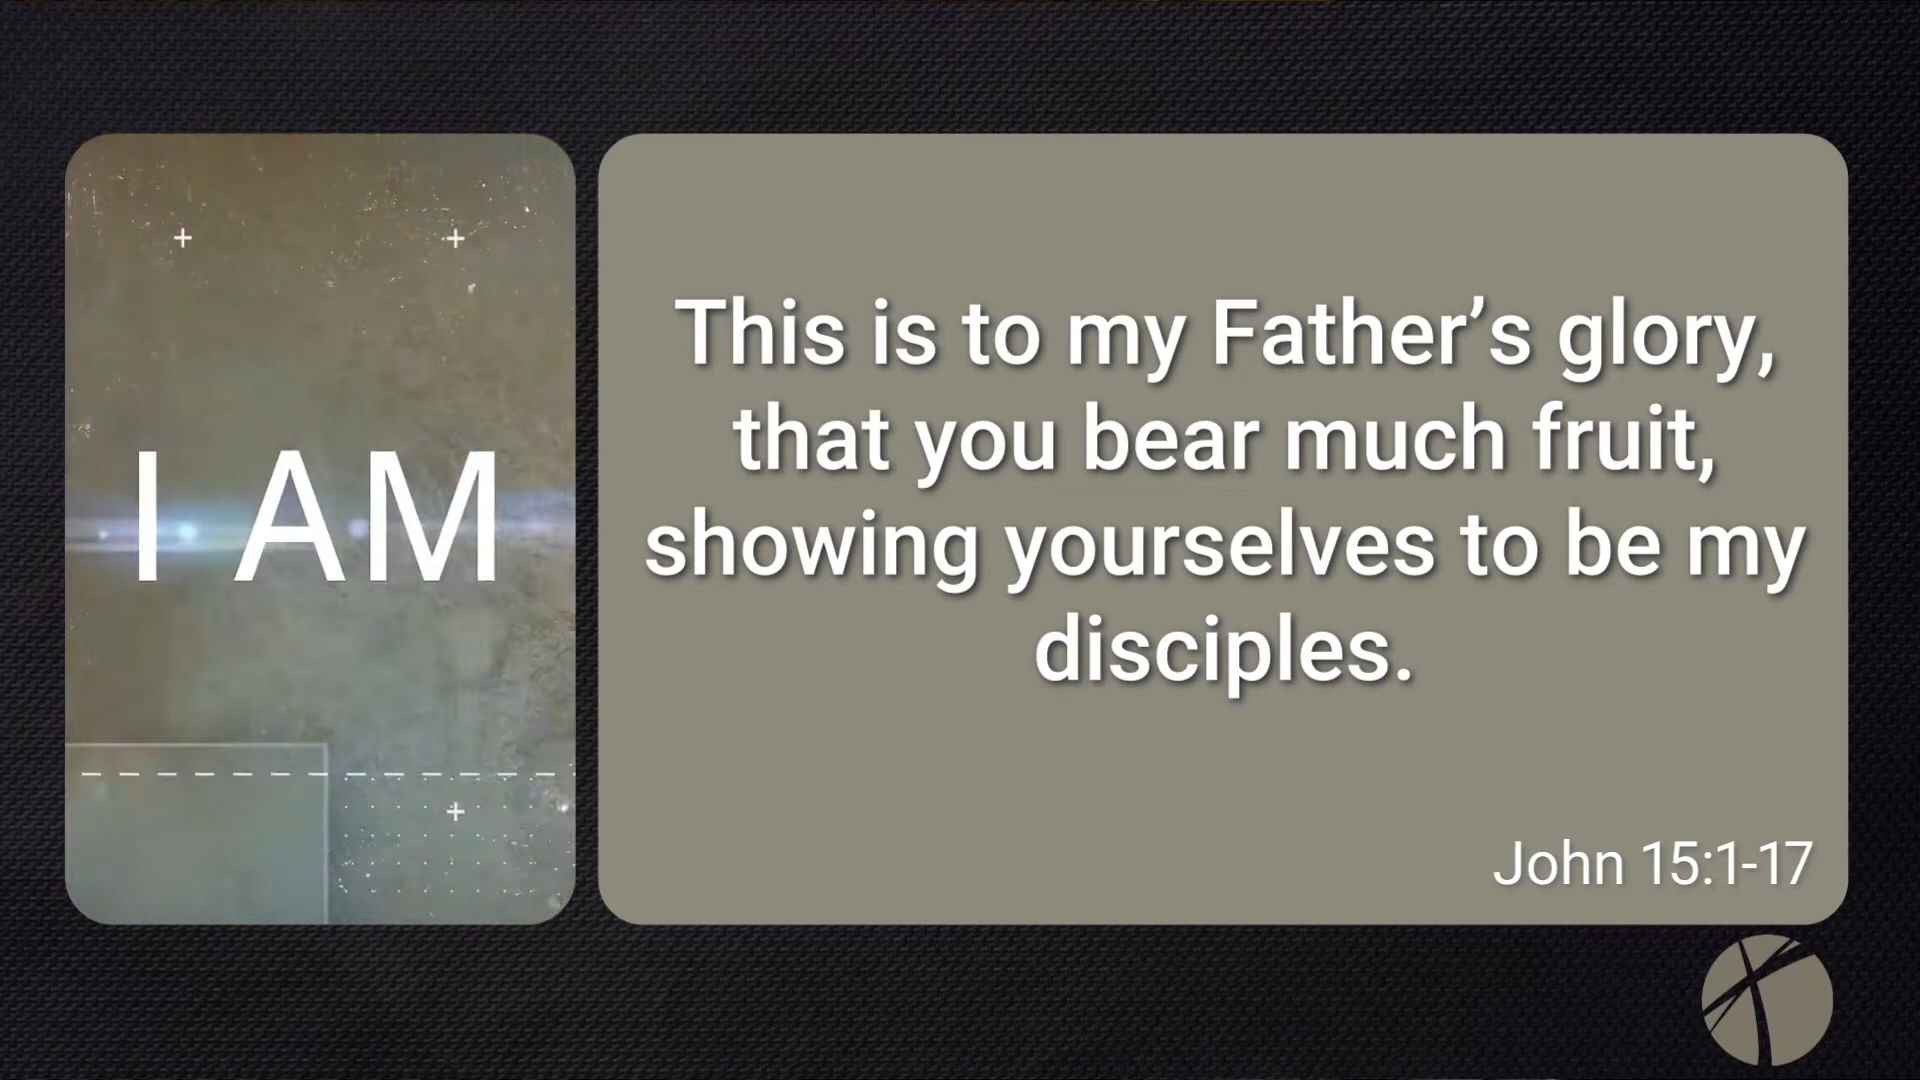 I AM
This is to my Father’s glory,
that you bear much fruit,
showing yourselves to be my
disciples.
John 15:1-17